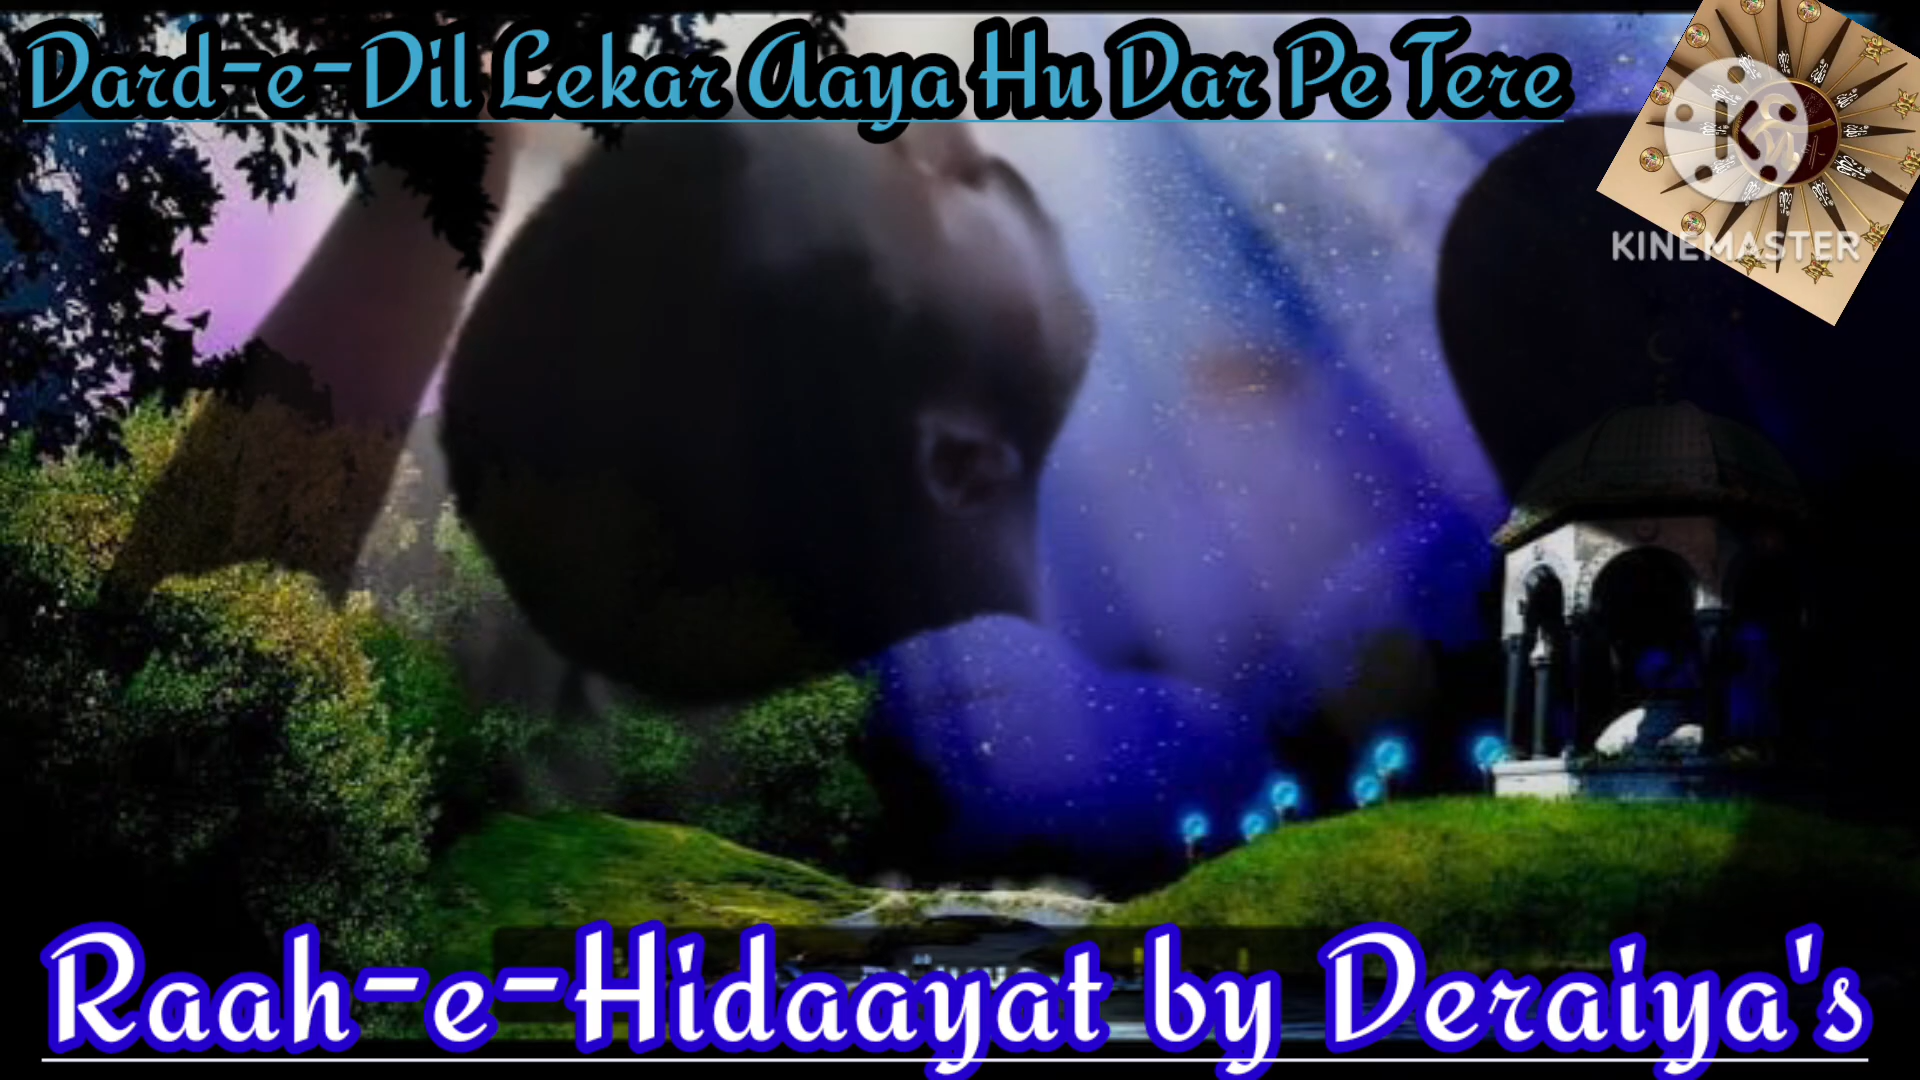 Dard-e-Dil Lekar Aaya Hu Dar Pe Tere
KINEMASTER
Raah-e-Hidaayat by Deraiya's